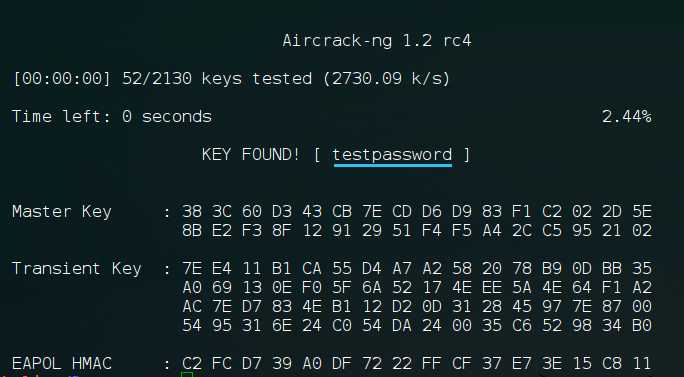 Aircrack-ng 1.2 rc4
[00:00:00] 52/2130 keys tested (2730.09 k/s)
Time left: 0 seconds 2.44%
KEY FOUND! [ testpassword ]
Master Key : 38 3C 60 D3 43 CB 7E CD D6 D9 83 F1 C2 02 2D 5E
8B E2 F3 8F 12 91 29 51 F4 F5 A4 2C C5 95 21 02
Transient Key : 7E E4 11 B1 CA 55 D4 A7 A2 58 20 78 B9 0D BB 35
A0 69 13 0E F0 5F 6A 52 17 4E EE 5A 4E 64 F1 A2
AC 7E D7 83 4E B1 12 D2 0D 31 28 45 97 7E 87 00
54 95 31 6E 24 C0 54 DA 24 00 35 C6 52 98 34 B0
EAPOL HMAC : C2 FC D7 39 A0 DF 72 22 FF CF 37 E7 3E 15 C8 11